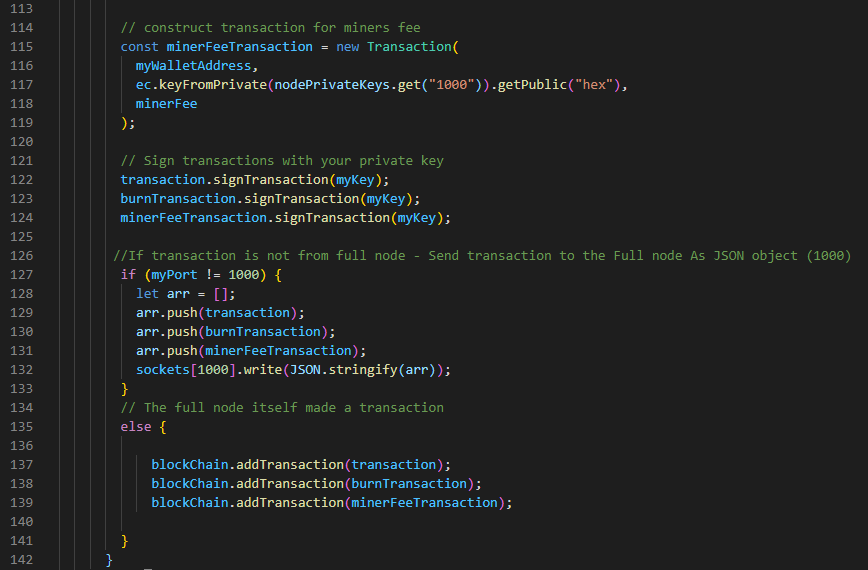 113
114 // construct transaction for miners fee
115 const minerFeeTransaction = new Transaction(
116 myWalletAddress,
117 ec.keyFromPrivate(nodePrivateKeys.get("1000")).getPublic("hex"),
118 minerFee
119 );
120
121 // Sign transactions with your private key
122 transaction.signTransaction(myKey);
123 burnTransaction.signTransaction(myKey);
124 minerFeeTransaction.signTransaction(myKey);
125
126 //If transaction is not from full node - Send transaction to the Full node As JSON object (1000)
127 if (myPort != 1000) {
128 let arr = [];
129 arr.push(transaction);
130 arr.push(burnTransaction);
131 arr.push(minerFeeTransaction);
132 sockets[1000].write(JSON.stringify(arr));
133 }
134 // The full node itself made a transaction
135 else {
136
137 blockChain.addTransaction(transaction);
138 blockChain.addTransaction(burnTransaction);
139 blockChain.addTransaction(minerFeeTransaction);
140
141 }
142 }